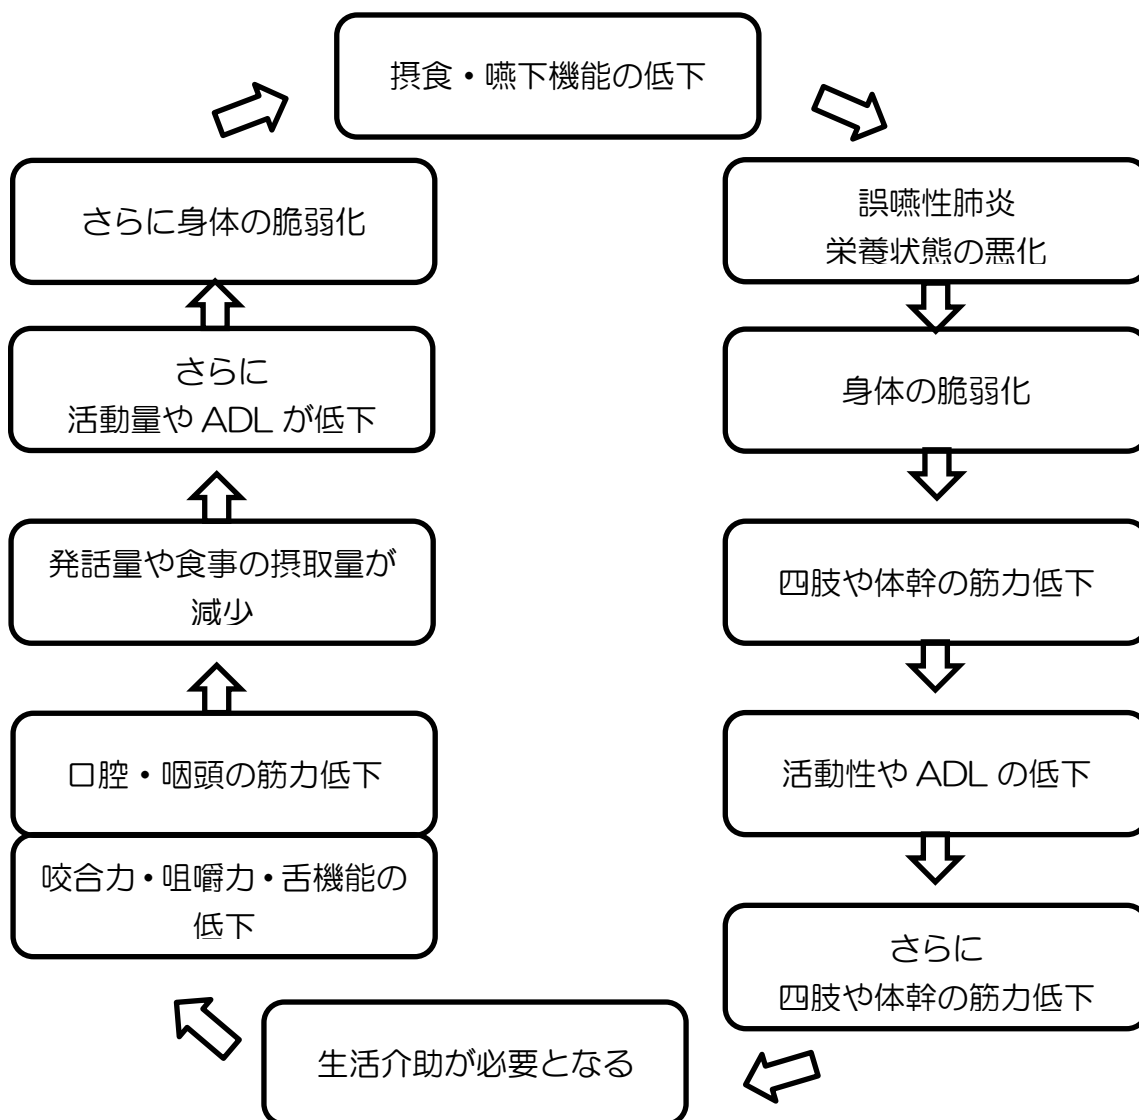 摂食・嚥下機能の低下
誤嚥性肺炎
栄養状態の悪化
身体の脆弱化
四肢や体幹の筋力低下
活動性や ADL の低下
さらに
四肢や体幹の筋力低下
生活介助が必要となる
咬合力・咀嚼力・舌機能の
低下
口腔・咽頭の筋力低下
発話量や食事の摂取量が
減少
さらに
活動量や ADL が低下
さらに身体の脆弱化